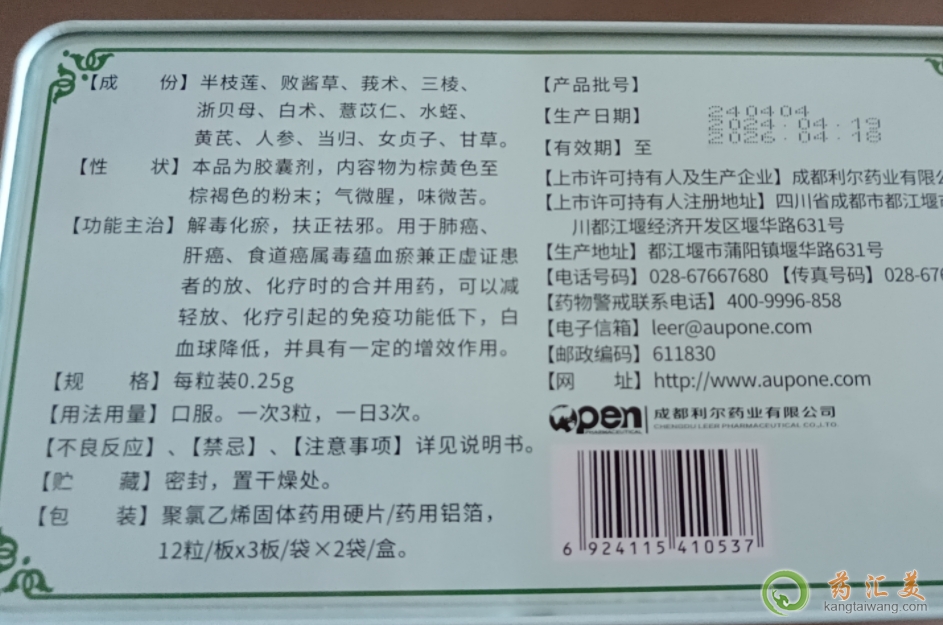 【成 份】半枝莲、败酱草、莪术、三棱、
浙贝母、白术、薏苡仁、水蛭、
黄芪、人参、当归、女贞子、甘草。
【性 状】本品为胶囊剂，内容物为棕黄色至
棕褐色的粉末；气微腥，味微苦。
【功能主治】解毒化瘀，扶正祛邪。用于肺癌、
肝癌、食道癌属毒蕴血瘀兼正虚证患
者的放、化疗时的合并用药，可以减
轻放、化疗引起的免疫功能低下，白
血球降低，并具有一定的增效作用。
【规 格】每粒装0.25g
【用法用量】口服。一次3粒，一日3次。
【不良反应】、【禁忌】、【注意事项】详见说明书。
【贮 藏】密封，置干燥处。
【包 装】聚氯乙烯固体药用硬片/药用铝箔，
12粒/板x3板/袋×2袋/盒。
【产品批号】
【生产日期】
【有效期】至
240404
2024.04.19
2026.04.18
【上市许可持有人及生产企业】成都利尔药业有限
【上市许可持有人注册地址】四川省成都市都江堰
川都江堰经济开发区堰华路631号
【生产地址】都江堰市蒲阳镇堰华路631号
【电话号码】028-67667680【传真号码】028-67
【药物警戒联系电话】400-9996-858
【电子信箱】leer@aupone.com
【邮政编码】611830
【网 址】http://www.aupone.com
open
PHARMACEUTICAL
成都利尔药业有限公司
CHENGDU LEER PHARMACEUTICAL CO.,LTD.
6 924115 410537
药汇美
kangtaiwang.com